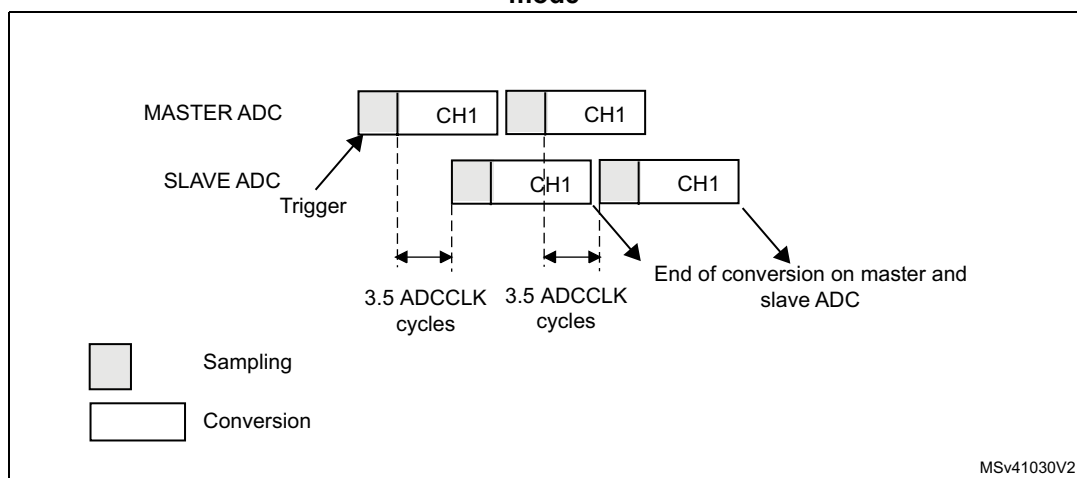 mode
MASTER ADC
CH1
CH1
SLAVE ADC
CH1
CH1
Trigger
3.5 ADCCLK
cycles
3.5 ADCCLK
cycles
End of conversion on master and
slave ADC
Sampling
Conversion
MSv41030V2